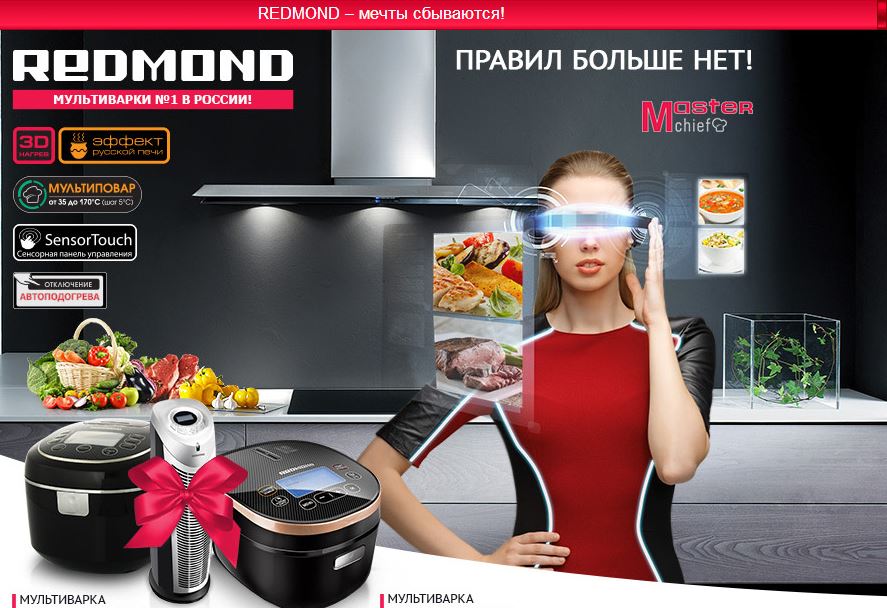 REDMOND – мечты сбываются!
REDMOND
МУЛЬТИВАРКИ №1 В РОССИИ!
ПРАВИЛ БОЛЬШЕ НЕТ!
Master
chief
3D
НАГРЕВ
эффект
русской печи
МУЛЬТИПОВАР
от 35 до 170°С (шаг 5°С)
SensorTouch
Сенсорная панель управления
ОТКЛЮЧЕНИЕ
АВТОПОДОГРЕВА
REDMOND
МУЛЬТИВАРКА
МУЛЬТИВАРКА